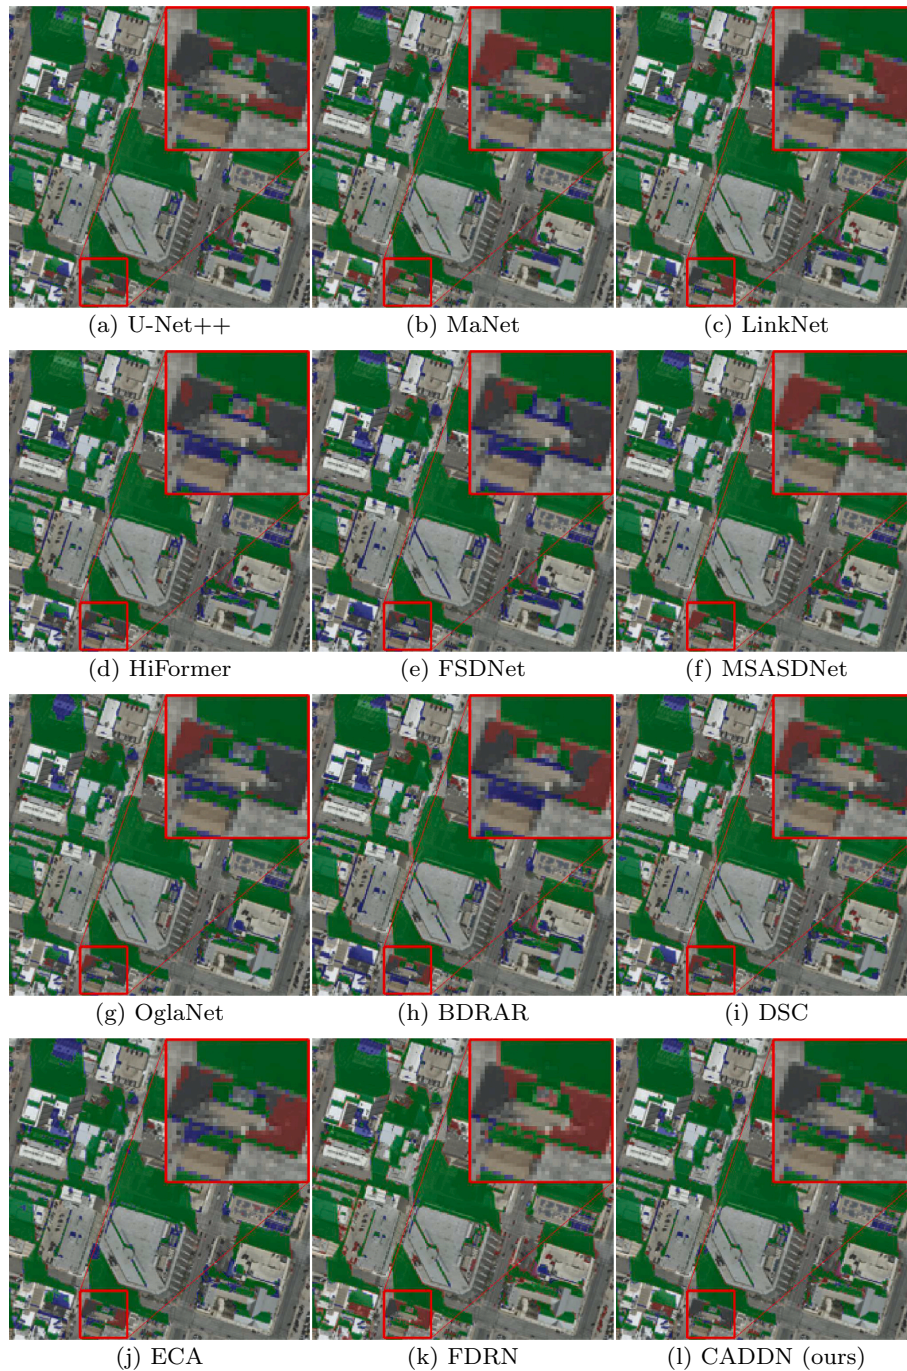 (a) U-Net++
(b) MaNet
(c) LinkNet
(d) HiFormer
(e) FSDNet
(f) MSASDNet
(g) OglaNet
(h) BDRAR
(i) DSC
(j) ECA
(k) FDRN
(l) CADDN (ours)